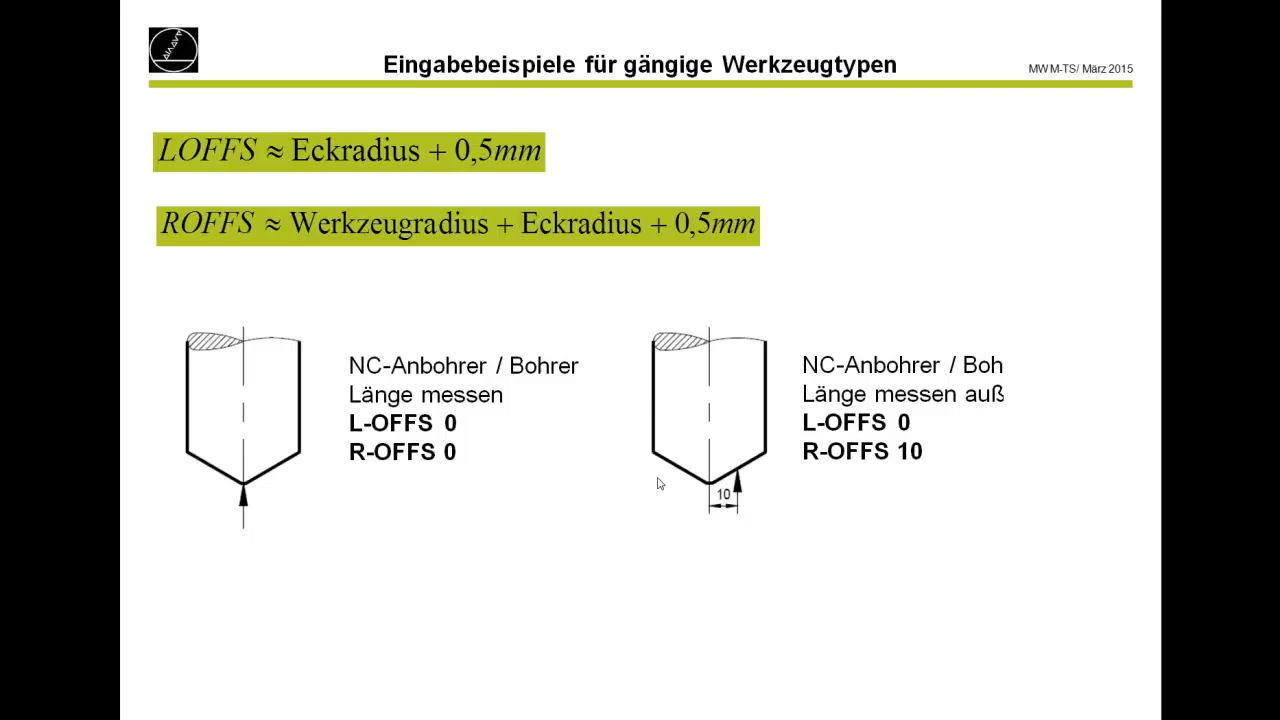 Eingabebeispiele für gängige Werkzeugtypen
MWM-TS/ März 2015
LOFFS ≈ Eckradius + 0,5mm
ROFFS ≈ Werkzeugradius + Eckradius + 0,5mm
NC-Anbohrer / Bohrer
Länge messen
L-OFFS 0
R-OFFS 0
10
NC-Anbohrer / Boh
Länge messen auß
L-OFFS 0
R-OFFS 10